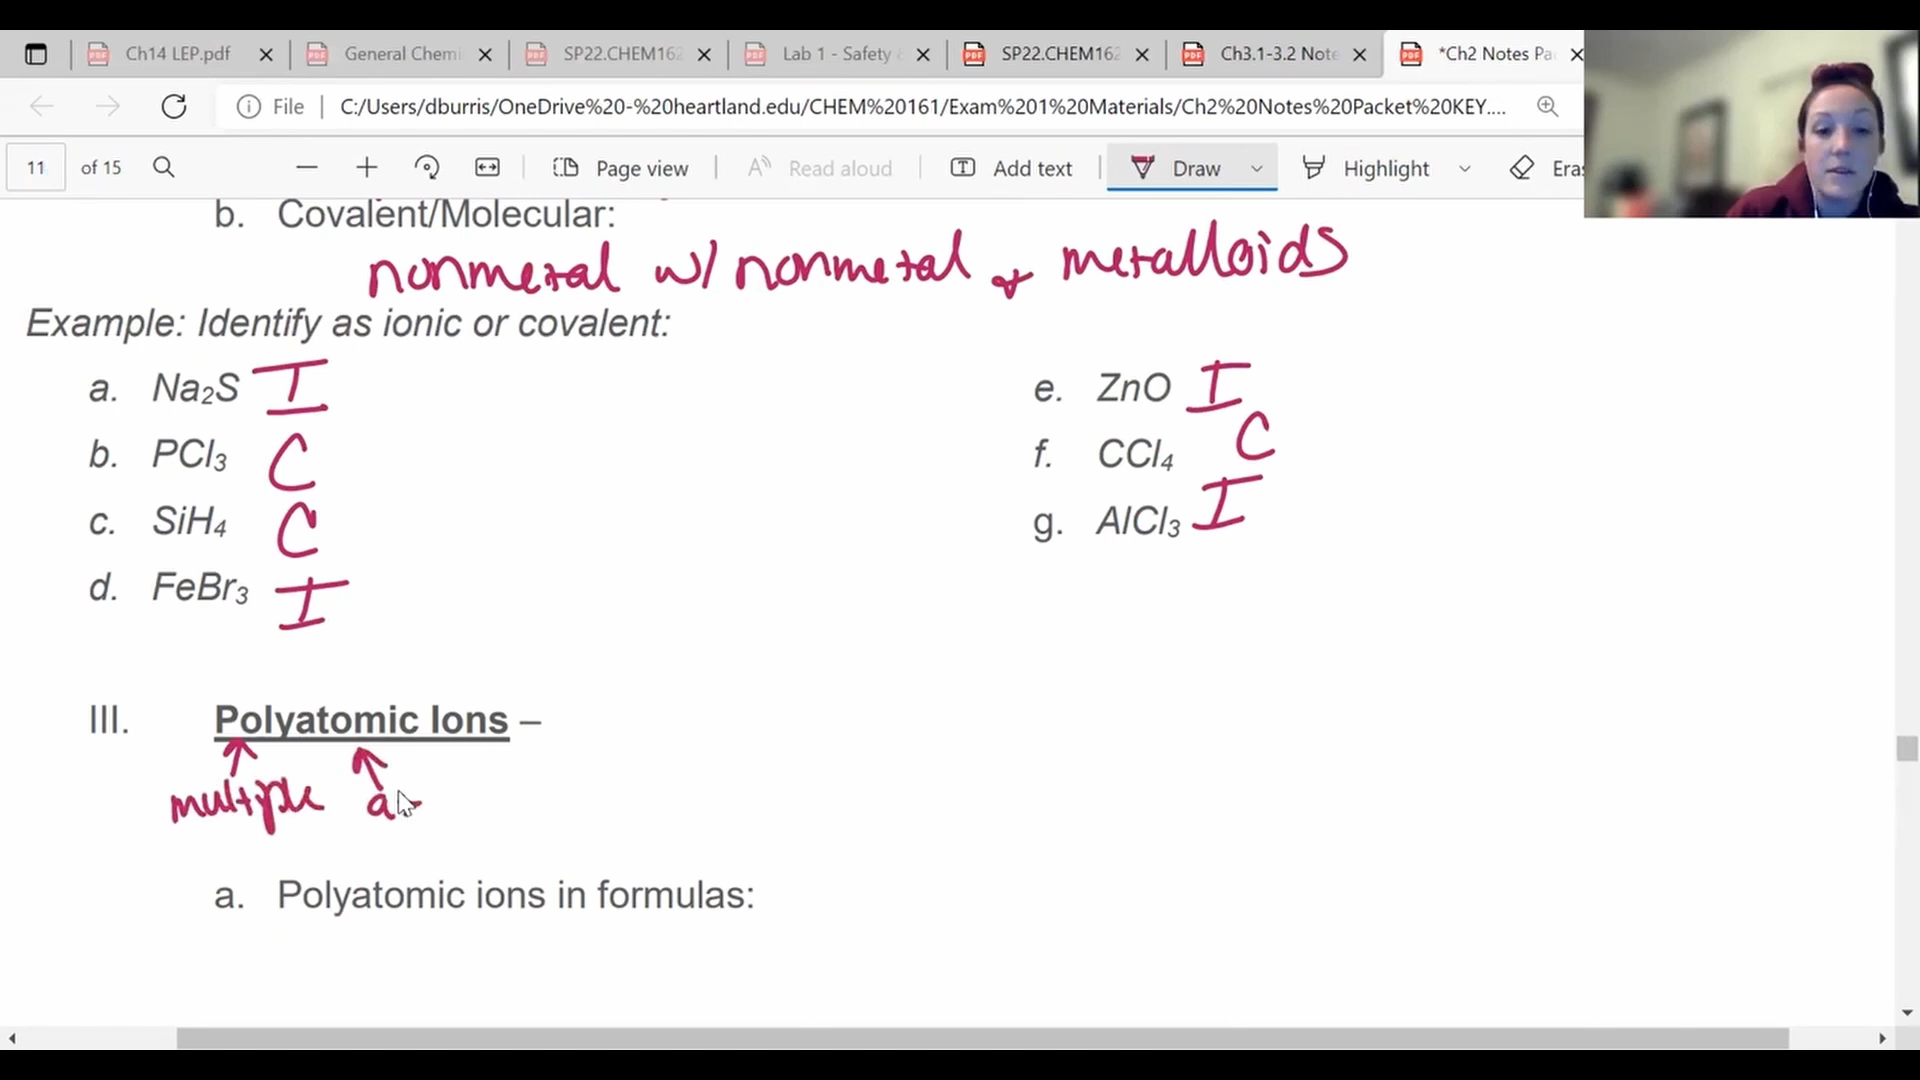 Ch14 LEP.pdf General Chemi SP22.CHEM162 Lab 1 - Safety SP22.CHEM162 Ch3.1-3.2 Note *Ch2 Notes Pa
File C:/Users/dburris/OneDrive%20-%20heartland.edu/CHEM%20161/Exam%201%20Materials/Ch2%20Notes%20Packet%20KEY....
11 of 15 Page view Read aloud Add text Draw Highlight Eras
b. Covalent/Molecular:
nonmetal w/ nonmetal + metalloids
Example: Identify as ionic or covalent:
a. Na₂S I
b. PCl₃ C
c. SiH₄ C
d. FeBr₃ I
e. ZnO I
f. CCl₄ C
g. AlCl₃ I
III. Polyatomic Ions –
multiple a
a. Polyatomic ions in formulas: